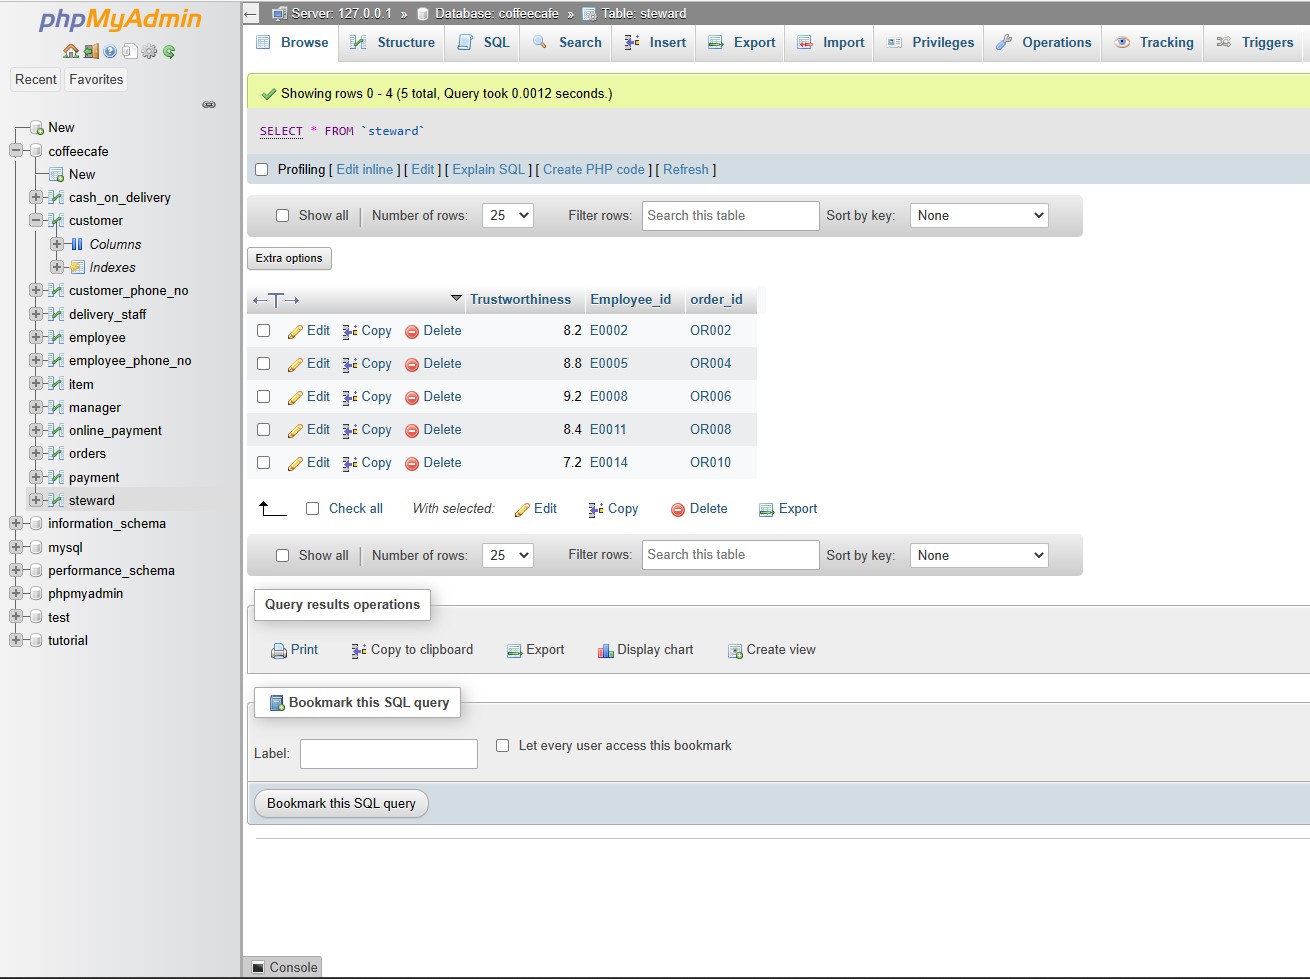 phpMyAdmin
Recent Favorites
New
coffeecafe
New
cash_on_delivery
customer
Columns
Indexes
customer_phone_no
delivery_staff
employee
employee_phone_no
item
manager
online_payment
orders
payment
steward
information_schema
mysql
performance_schema
phpmyadmin
test
tutorial
Server: 127.0.0.1 » Database: coffeecafe » Table: steward
Browse Structure SQL Search Insert Export Import Privileges Operations Tracking Triggers
Showing rows 0 - 4 (5 total, Query took 0.0012 seconds.)
SELECT * FROM `steward`
Profiling [ Edit inline ] [ Edit ] [ Explain SQL ] [ Create PHP code ] [ Refresh ]
Show all Number of rows: 25 Filter rows: Search this table Sort by key: None
Extra options
←T→ Trustworthiness Employee_id order_id
Edit Copy Delete 8.2 E0002 OR002
Edit Copy Delete 8.8 E0005 OR004
Edit Copy Delete 9.2 E0008 OR006
Edit Copy Delete 8.4 E0011 OR008
Edit Copy Delete 7.2 E0014 OR010
Check all With selected: Edit Copy Delete Export
Show all Number of rows: 25 Filter rows: Search this table Sort by key: None
Query results operations
Print Copy to clipboard Export Display chart Create view
Bookmark this SQL query
Label: Let every user access this bookmark
Bookmark this SQL query
Console